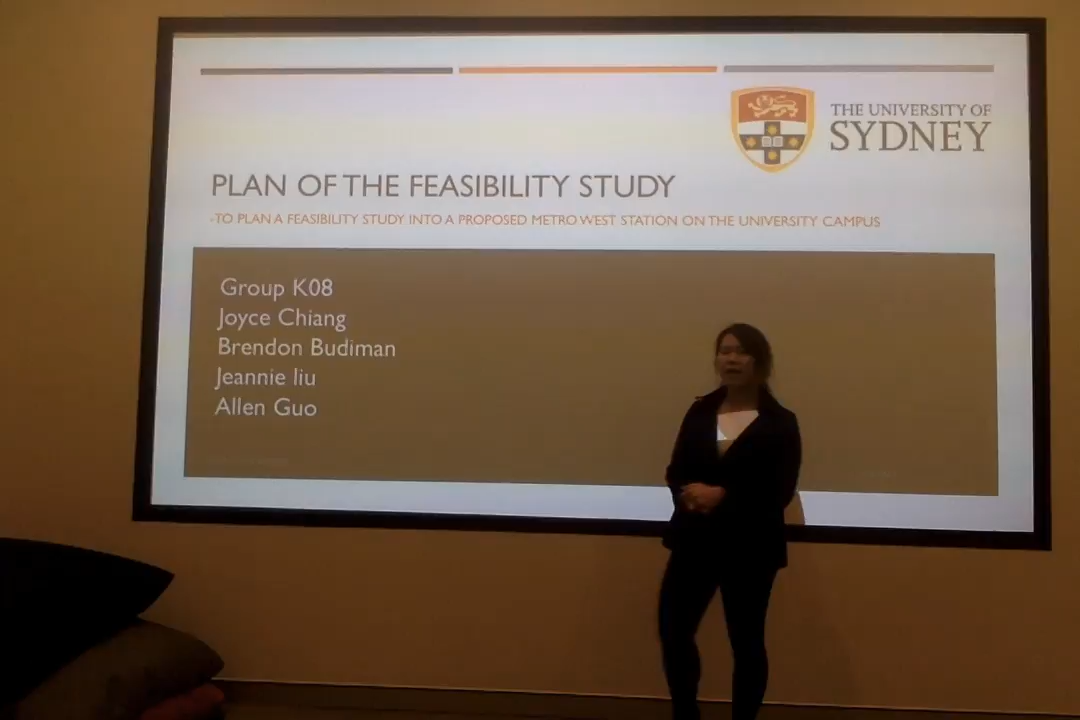 THE UNIVERSITY OF
SYDNEY
PLAN OF THE FEASIBILITY STUDY
-TO PLAN A FEASIBILITY STUDY INTO A PROPOSED METRO WEST STATION ON THE UNIVERSITY CAMPUS
Group K08
Joyce Chiang
Brendon Budiman
Jeannie liu
Allen Guo